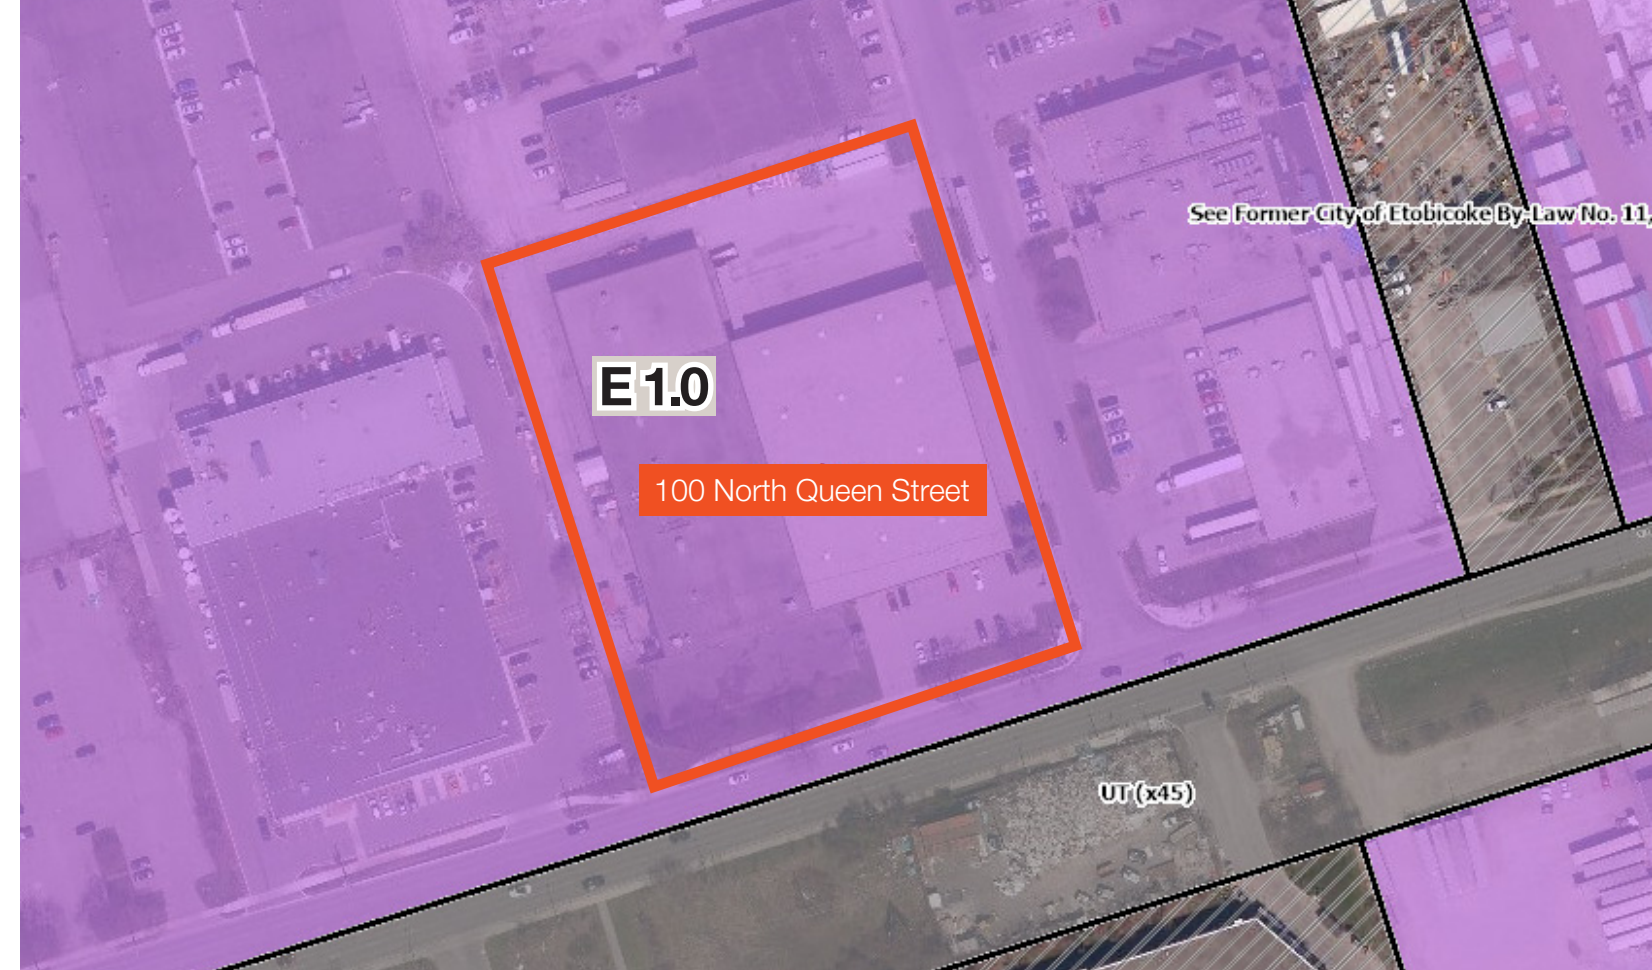 See Former City of Etobicoke By-Law No. 11,
E 1.0
100 North Queen Street
UT (x45)